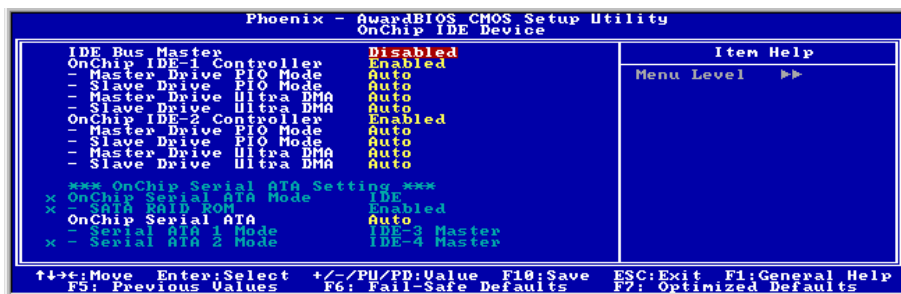 Phoenix - AwardBIOS CMOS Setup Utility
OnChip IDE Device
IDE Bus Master Disabled
OnChip IDE-1 Controller Enabled
- Master Drive PIO Mode Auto
- Slave Drive PIO Mode Auto
- Master Drive Ultra DMA Auto
- Slave Drive Ultra DMA Auto
OnChip IDE-2 Controller Enabled
- Master Drive PIO Mode Auto
- Slave Drive PIO Mode Auto
- Master Drive Ultra DMA Auto
- Slave Drive Ultra DMA Auto
*** OnChip Serial ATA Setting ***
x OnChip Serial ATA Mode IDE
x - SATA RAID ROM Enabled
OnChip Serial ATA Auto
- Serial ATA 1 Mode IDE-3 Master
x - Serial ATA 2 Mode IDE-4 Master
Item Help
Menu Level ▶▶
↑↓→←:Move Enter:Select +/-/PU/PD:Value F10:Save ESC:Exit F1:General Help
F5: Previous Values F6: Fail-Safe Defaults F7: Optimized Defaults